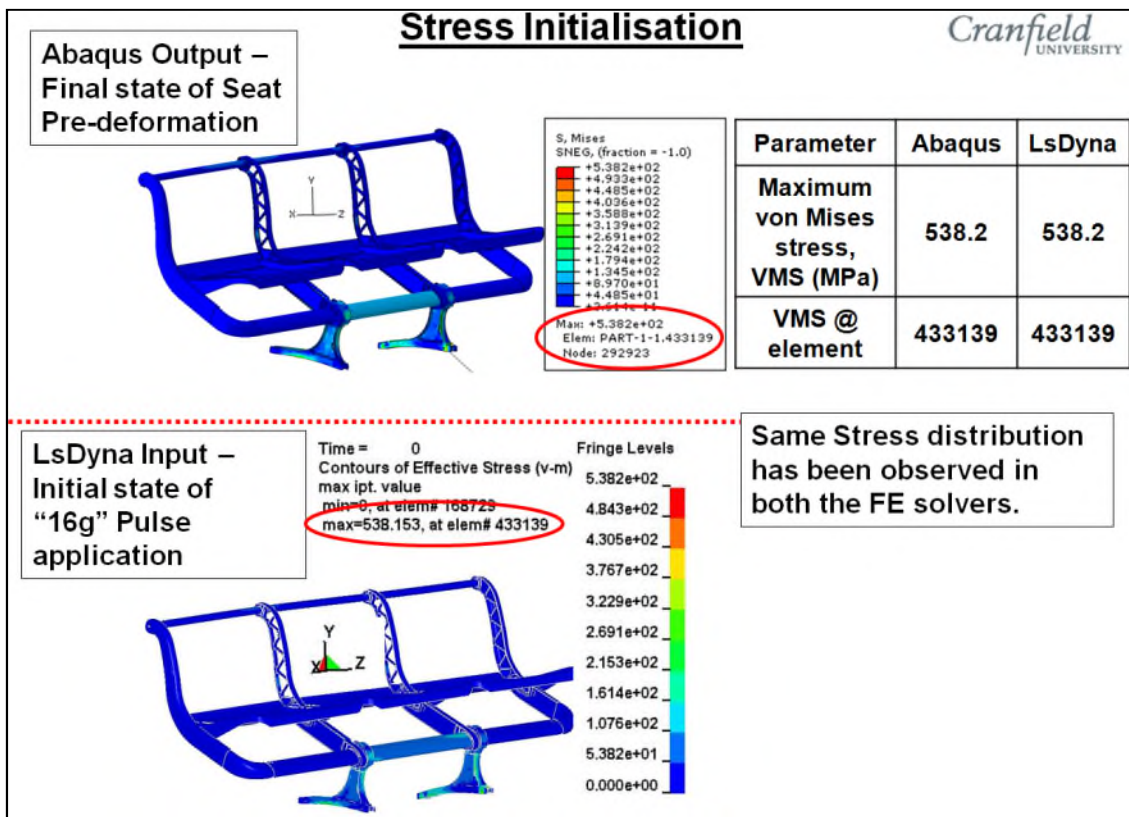 Stress Initialisation
Cranfield
UNIVERSITY
Abaqus Output –
Final state of Seat
Pre-deformation
Y
X
Z
S, Mises
SNEG, (fraction = -1.0)
+5.382e+02
+4.933e+02
+4.485e+02
+4.036e+02
+3.588e+02
+3.139e+02
+2.691e+02
+2.242e+02
+1.794e+02
+1.345e+02
+8.970e+01
+4.485e+01
Max: +5.382e+02
Elem: PART-1-1.433139
Node: 292923
Parameter Abaqus LsDyna
Maximum
von Mises
stress,
VMS (MPa)
538.2 538.2
VMS @
element
433139 433139
LsDyna Input –
Initial state of
“16g” Pulse
application
Time = 0
Contours of Effective Stress (v-m)
max ipt. value
min=0, at elem# 168729
max=538.153, at elem# 433139
Fringe Levels
5.382e+02
4.843e+02
4.305e+02
3.767e+02
3.229e+02
2.691e+02
2.153e+02
1.614e+02
1.076e+02
5.382e+01
0.000e+00
Y
X
Z
Same Stress distribution
has been observed in
both the FE solvers.